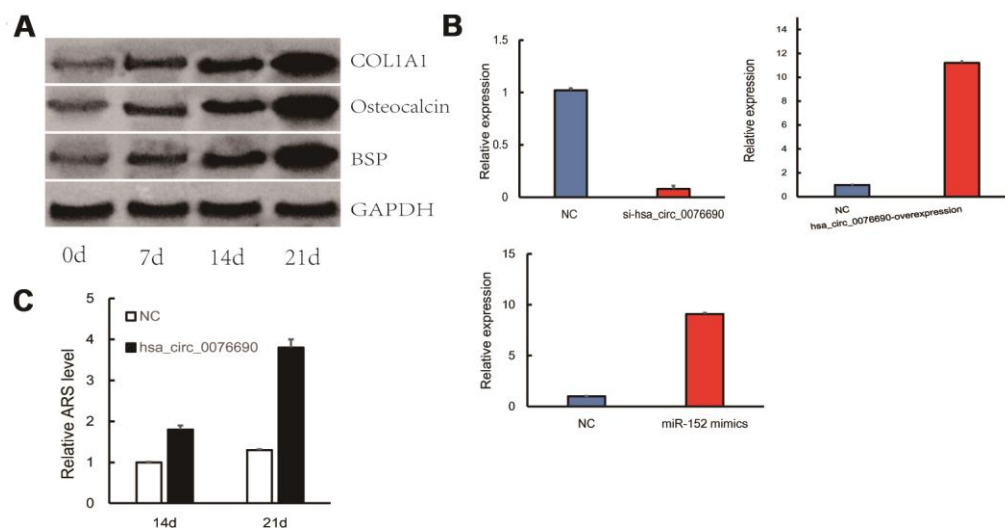 A
COL1A1
Osteocalcin
BSP
GAPDH
0d 7d 14d 21d
B
Relative expression
1.5
1
0.5
0
NC si-hsa_circ_0076690
Relative expression
14
12
10
8
6
4
2
0
NC
hsa_circ_0076690-overexpression
Relative expression
15
10
5
0
NC miR-152 mimics
C
Relative ARS level
5
4
3
2
1
0
NC
hsa_circ_0076690
14d 21d